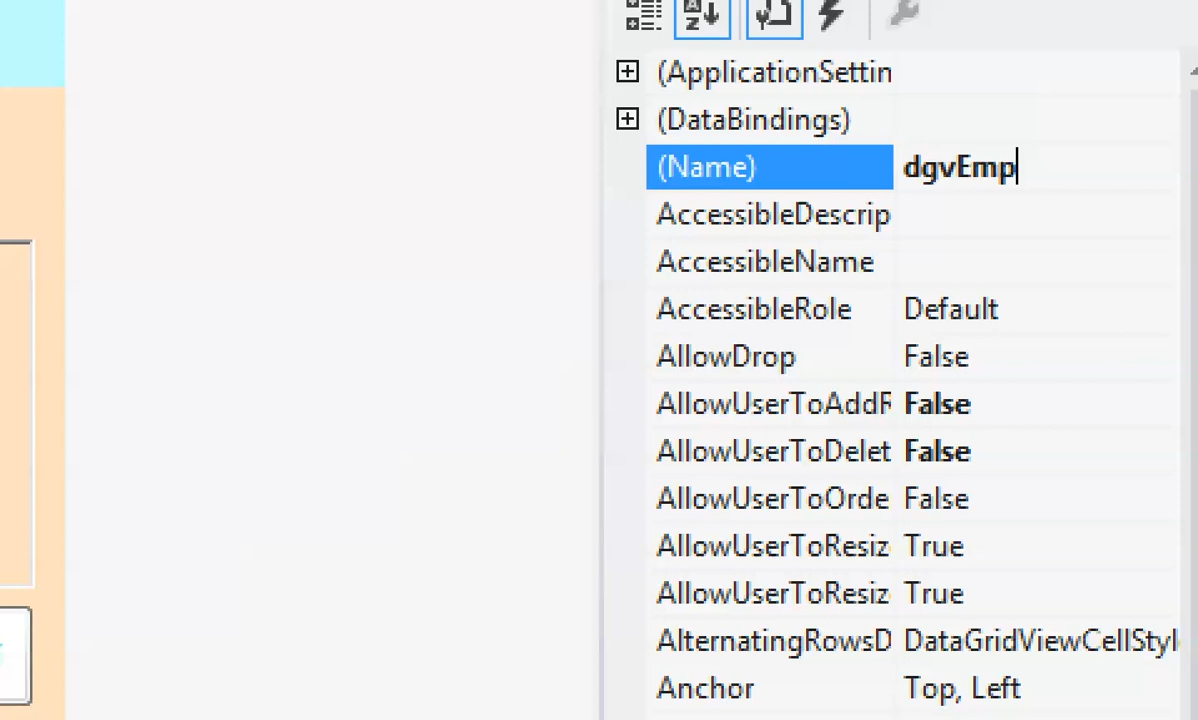 (ApplicationSettin
(DataBindings)
(Name) dgvEmp
AccessibleDescrip
AccessibleName
AccessibleRole Default
AllowDrop False
AllowUserToAddR False
AllowUserToDelet False
AllowUserToOrde False
AllowUserToResiz True
AllowUserToResiz True
AlternatingRowsD DataGridViewCellStyl
Anchor Top, Left